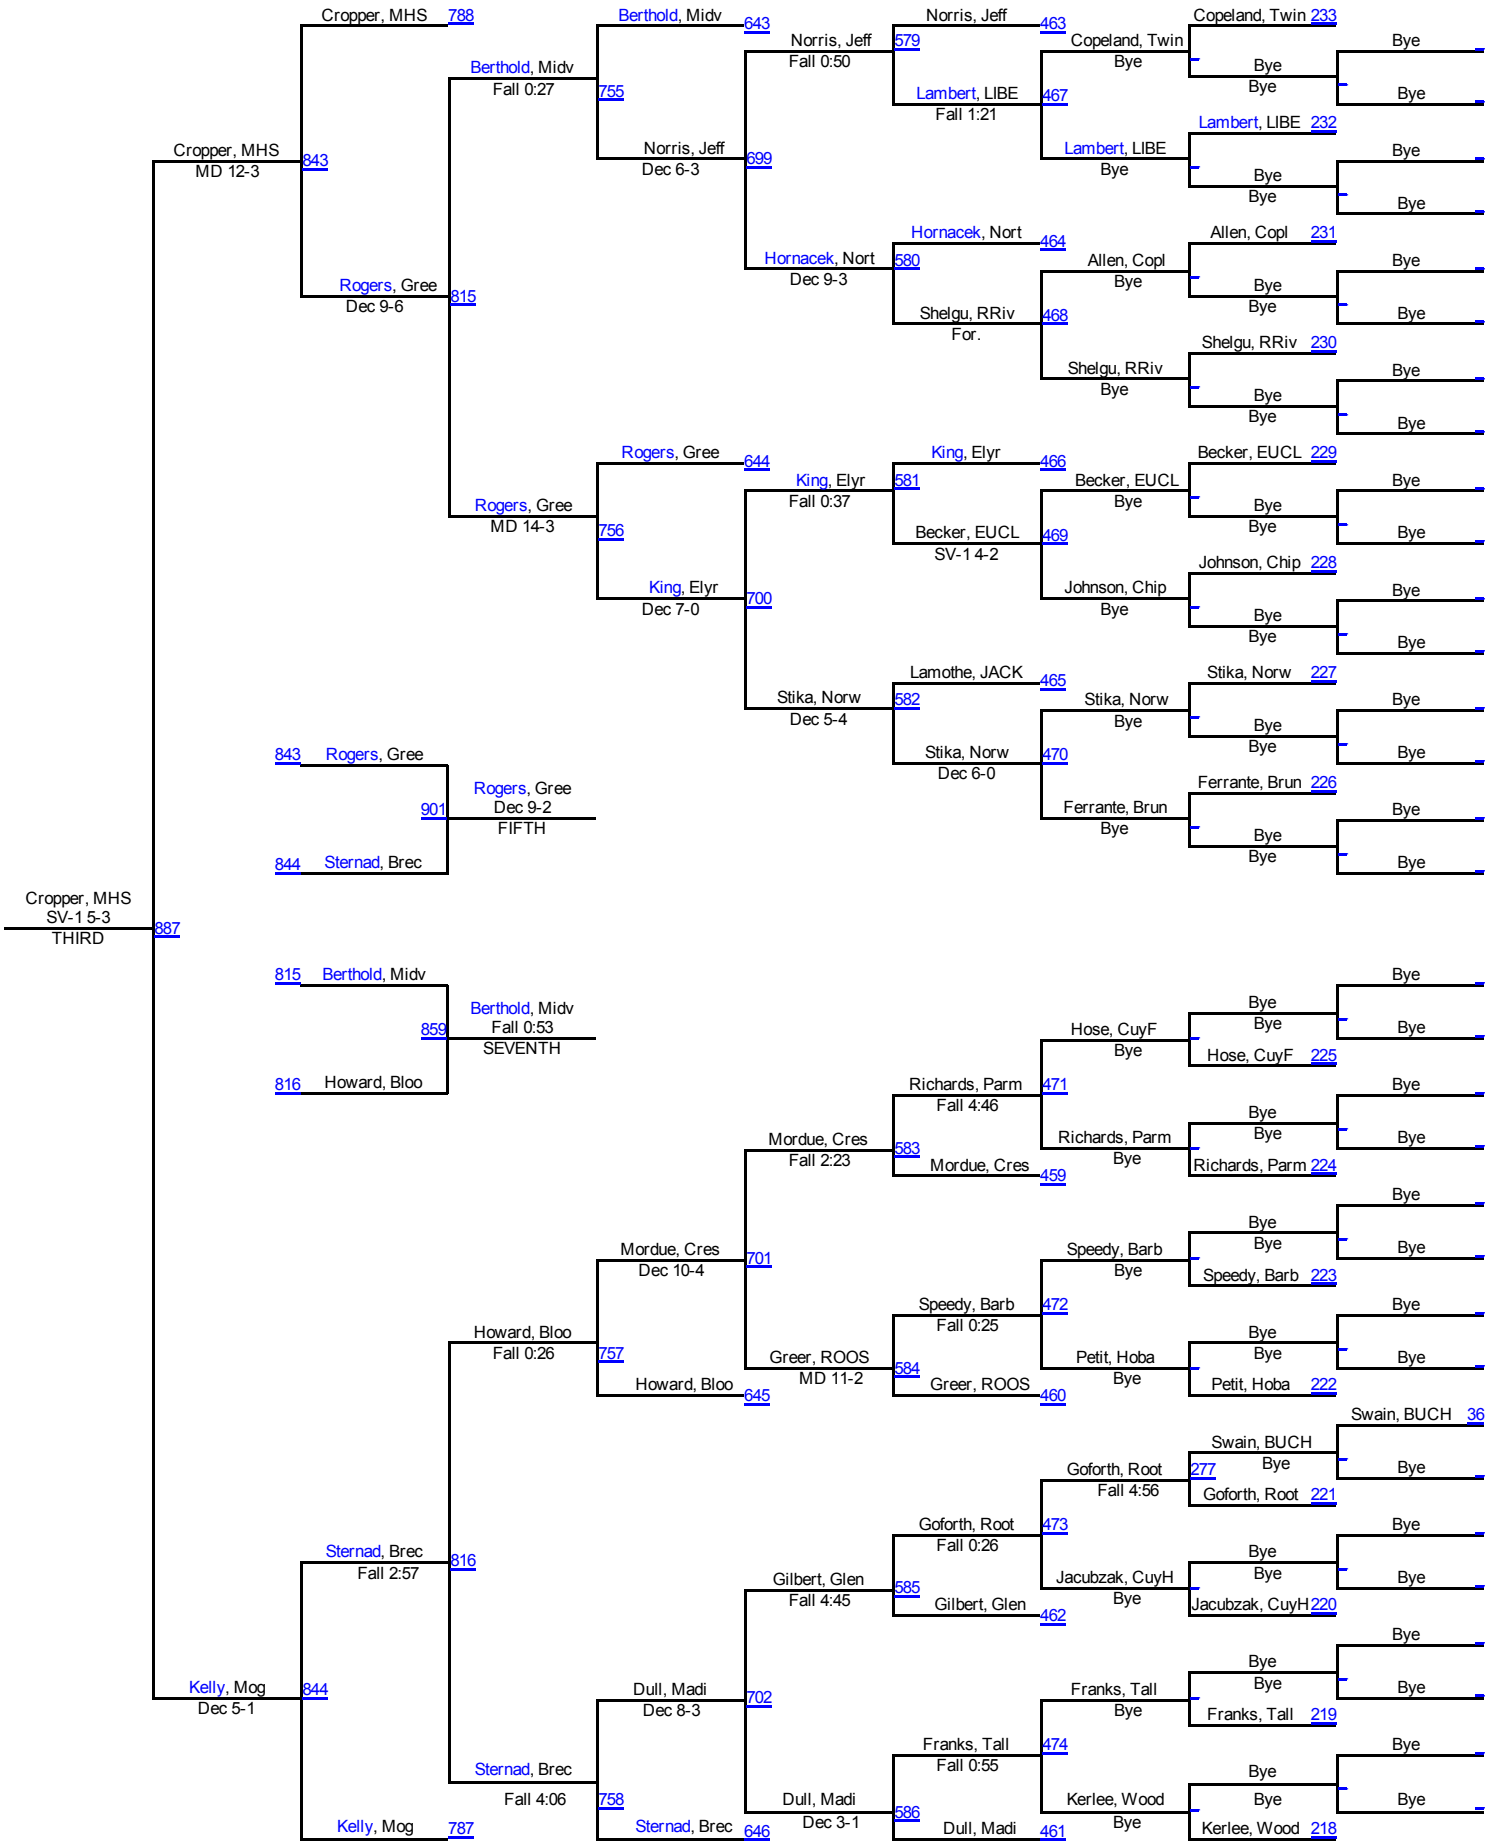 Cropper, MHS 788
Berthold, Midv 643
Norris, Jeff 463
Copeland, Twin 233
Norris, Jeff 579
Fall 0:50
Copeland, Twin
Bye
Bye
Berthold, Midv
Fall 0:27
755
Bye
Bye
Lambert, LIBE 467
Fall 1:21
Bye
Lambert, LIBE 232
Cropper, MHS 843
MD 12-3
Norris, Jeff 699
Dec 6-3
Lambert, LIBE
Bye
Bye
Bye
Bye
Bye
Hornacek, Nort 464
Allen, Copl 231
Hornacek, Nort 580
Dec 9-3
Allen, Copl
Bye
Bye
Rogers, Gree 815
Dec 9-6
Bye
Bye
Shelgu, RRiv 468
For.
Bye
Shelgu, RRiv 230
Shelgu, RRiv
Bye
Bye
Bye
Bye
Bye
Rogers, Gree 644
King, Elyr 466
Becker, EUCL 229
King, Elyr 581
Fall 0:37
Becker, EUCL
Bye
Bye
Rogers, Gree 756
MD 14-3
Bye
Bye
Becker, EUCL 469
SV-1 4-2
Bye
Johnson, Chip 228
King, Elyr 700
Dec 7-0
Johnson, Chip
Bye
Bye
Bye
Bye
Bye
Lamothe, JACK 465
Stika, Norw 227
Stika, Norw 582
Dec 5-4
Stika, Norw
Bye
Bye
Bye
Bye
843 Rogers, Gree
Stika, Norw 470
Dec 6-0
Bye
Rogers, Gree
901 Dec 9-2
FIFTH
Ferrante, Brun 226
Ferrante, Brun
Bye
Bye
Bye
Bye
844 Sternad, Brec
Bye
Cropper, MHS
SV-1 5-3
THIRD
887
815 Berthold, Midv
Bye
Berthold, Midv
859 Fall 0:53
SEVENTH
Bye
Bye
Hose, CuyF
Bye
Bye
Hose, CuyF 225
816 Howard, Bloo
Richards, Parm 471
Fall 4:46
Bye
Bye
Bye
Mordue, Cres 583
Fall 2:23
Richards, Parm
Bye
Bye
Mordue, Cres 459
Richards, Parm 224
Bye
Mordue, Cres 701
Dec 10-4
Bye
Bye
Speedy, Barb
Bye
Bye
Speedy, Barb 223
Speedy, Barb 472
Fall 0:25
Bye
Howard, Bloo 757
Fall 0:26
Bye
Bye
Greer, ROOS 584
MD 11-2
Petit, Hoba
Bye
Bye
Howard, Bloo 645
Greer, ROOS 460
Petit, Hoba 222
Swain, BUCH 36
Swain, BUCH
Bye
Goforth, Root 277
Fall 4:56
Bye
Goforth, Root 221
Goforth, Root 473
Fall 0:26
Bye
Sternad, Brec 816
Fall 2:57
Bye
Bye
Gilbert, Glen 585
Fall 4:45
Jacubzak, CuyH
Bye
Bye
Gilbert, Glen 462
Jacubzak, CuyH 220
Bye
Bye
Bye
Kelly, Mog 844
Dec 5-1
Dull, Madi 702
Dec 8-3
Franks, Tall
Bye
Bye
Franks, Tall 219
Franks, Tall 474
Fall 0:55
Bye
Sternad, Brec 758
Fall 4:06
Bye
Bye
Dull, Madi 586
Dec 3-1
Kerlee, Wood
Bye
Bye
Kelly, Mog 787
Sternad, Brec 646
Dull, Madi 461
Kerlee, Wood 218